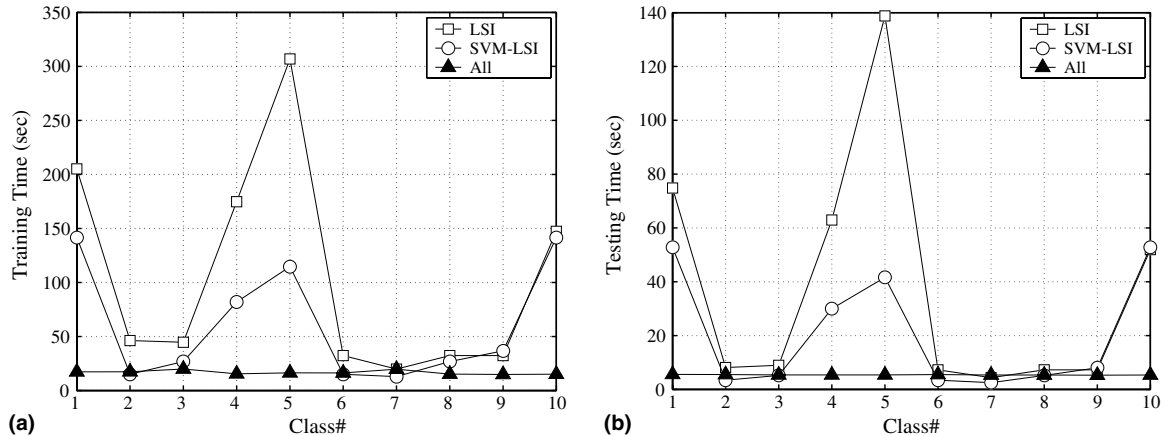 350
300
250
200
150
100
50
0
Training Time (sec)
LSI
SVM-LSI
All
1 2 3 4 5 6 7 8 9 10
Class#
(a)
140
120
100
80
60
40
20
0
Testing Time (sec)
LSI
SVM-LSI
All
1 2 3 4 5 6 7 8 9 10
Class#
(b)